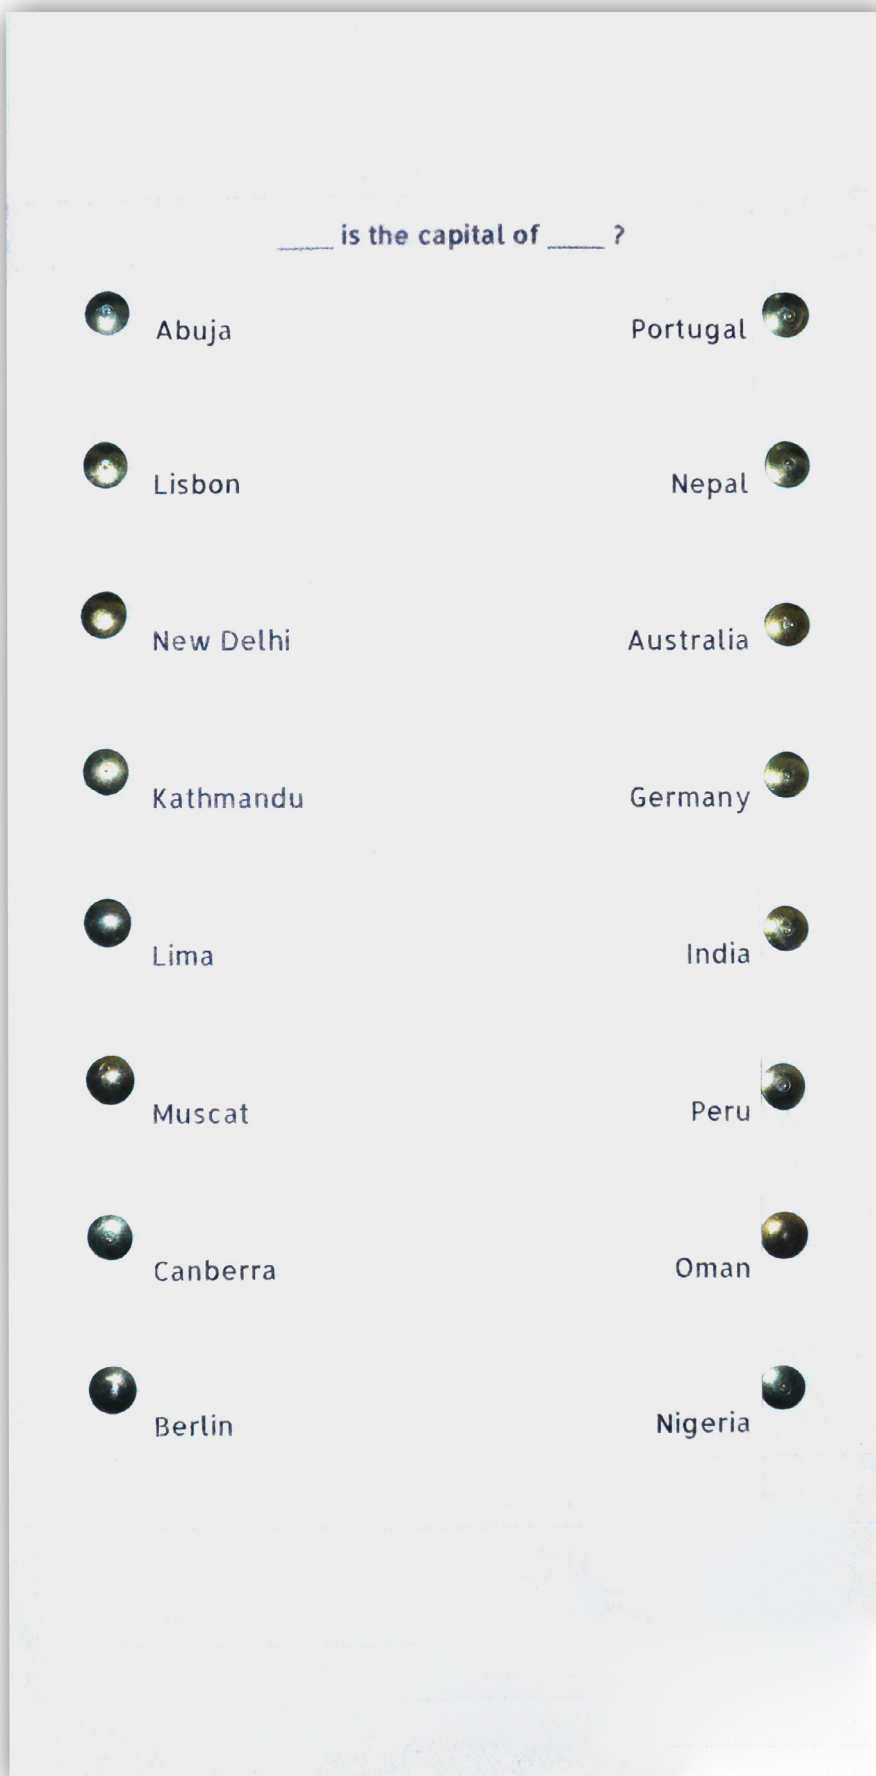 ____ is the capital of ____ ?
Abuja Portugal
Lisbon Nepal
New Delhi Australia
Kathmandu Germany
Lima India
Muscat Peru
Canberra Oman
Berlin Nigeria